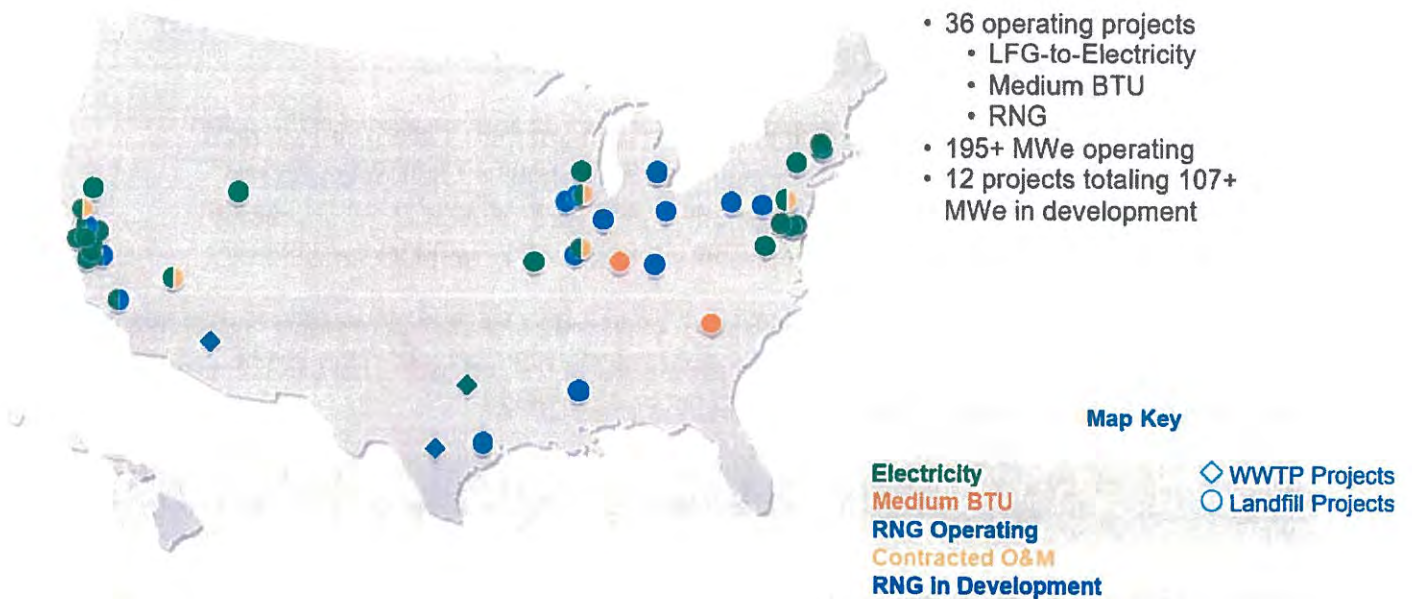 • 36 operating projects
• LFG-to-Electricity
• Medium BTU
• RNG
• 195+ MWe operating
• 12 projects totaling 107+
MWe in development
Map Key
Electricity
Medium BTU
RNG Operating
Contracted O&M
RNG in Development
WWTP Projects
Landfill Projects